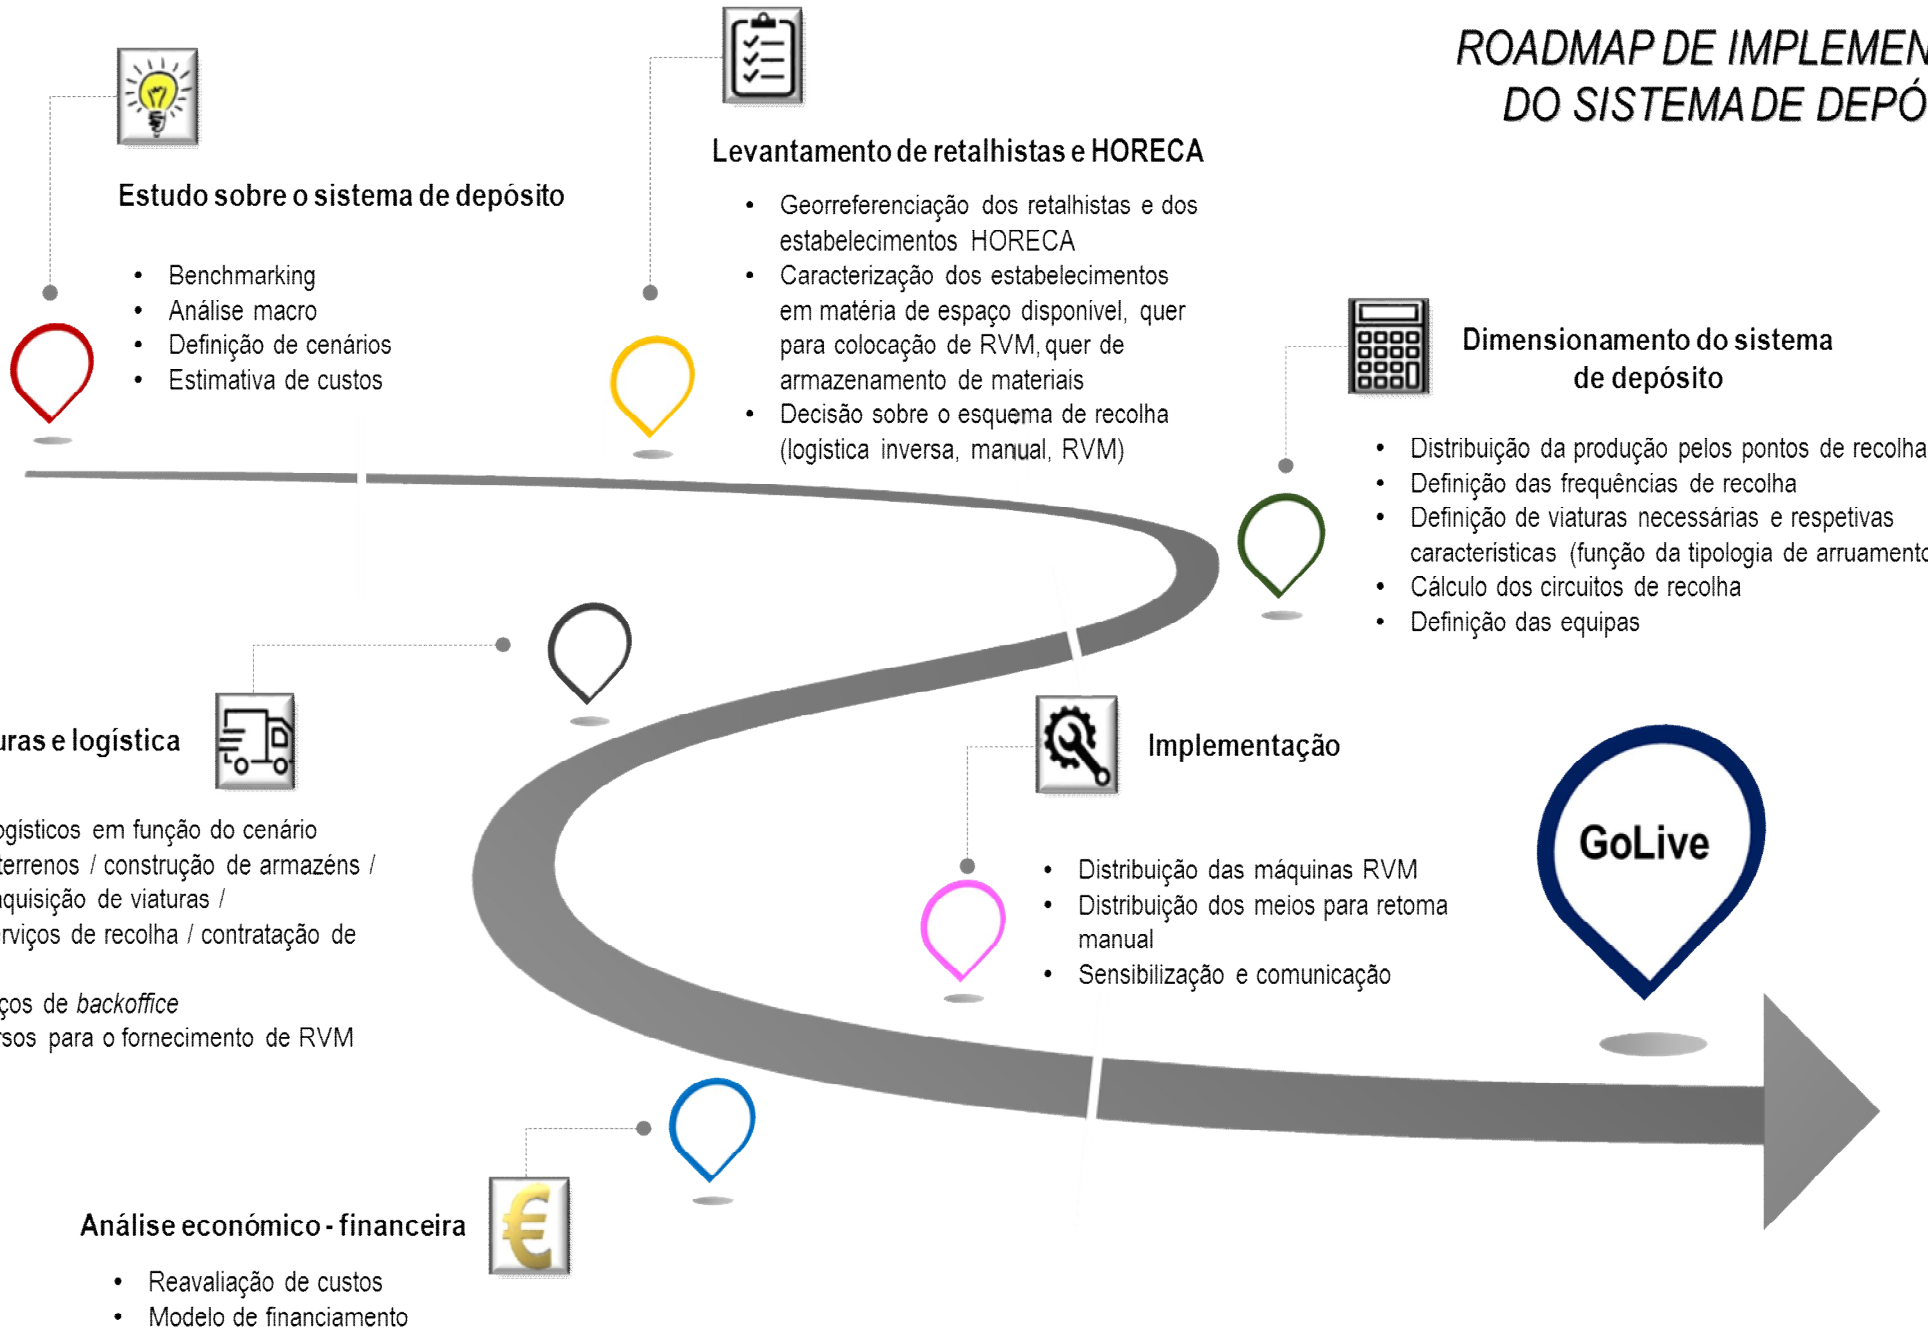 ROADMAP DE IMPLEMEN
DO SISTEMA DE DEPÓ
Estudo sobre o sistema de depósito
• Benchmarking
• Análise macro
• Definição de cenários
• Estimativa de custos
Levantamento de retalhistas e HORECA
• Georreferenciação dos retalhistas e dos
estabelecimentos HORECA
• Caracterização dos estabelecimentos
em matéria de espaço disponível, quer
para colocação de RVM, quer de
armazenamento de materiais
• Decisão sobre o esquema de recolha
(logística inversa, manual, RVM)
Dimensionamento do sistema
de depósito
• Distribuição da produção pelos pontos de recolha
• Definição das frequências de recolha
• Definição de viaturas necessárias e respetivas
características (função da tipologia de arruamento
• Cálculo dos circuitos de recolha
• Definição das equipas
uras e logística
ogísticos em função do cenário
terrenos / construção de armazéns /
aquisição de viaturas /
erviços de recolha / contratação de
ços de backoffice
rsos para o fornecimento de RVM
Análise económico - financeira
• Reavaliação de custos
• Modelo de financiamento
Implementação
• Distribuição das máquinas RVM
• Distribuição dos meios para retoma
manual
• Sensibilização e comunicação
GoLive